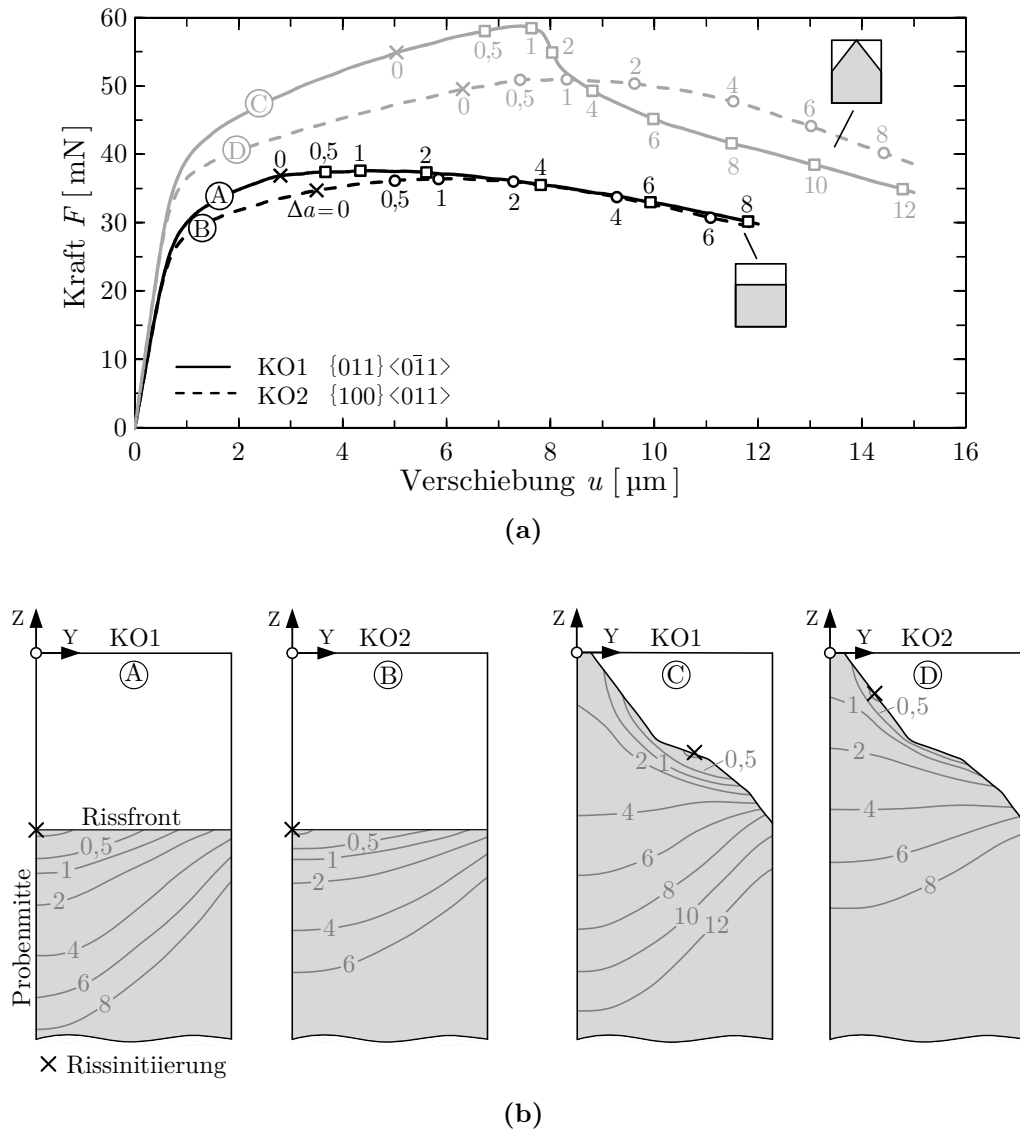 60
50
40
30
20
10
0
Kraft F [ mN ]
0 2 4 6 8 10 12 14 16
Verschiebung u [ µm ]
C
0 0,5 1 2 4 6 8 10 12
D
0 0,5 1 2 4 6 8
A
0 0,5 1 2 4 6 8
B
Δa=0 0,5 1 2 4 6
KO1 {011}<01̄1>
KO2 {100}<011>
(a)
Z Y KO1
A
Rissfront
0,5
1
2
4
6
8
Probenmitte
Z Y KO2
B
0,5
1
2
4
6
Z Y KO1
C
0,5
1
2
4
6
8
10
12
Z Y KO2
D
0,5
1
2
4
6
8
× Rissinitiierung
(b)